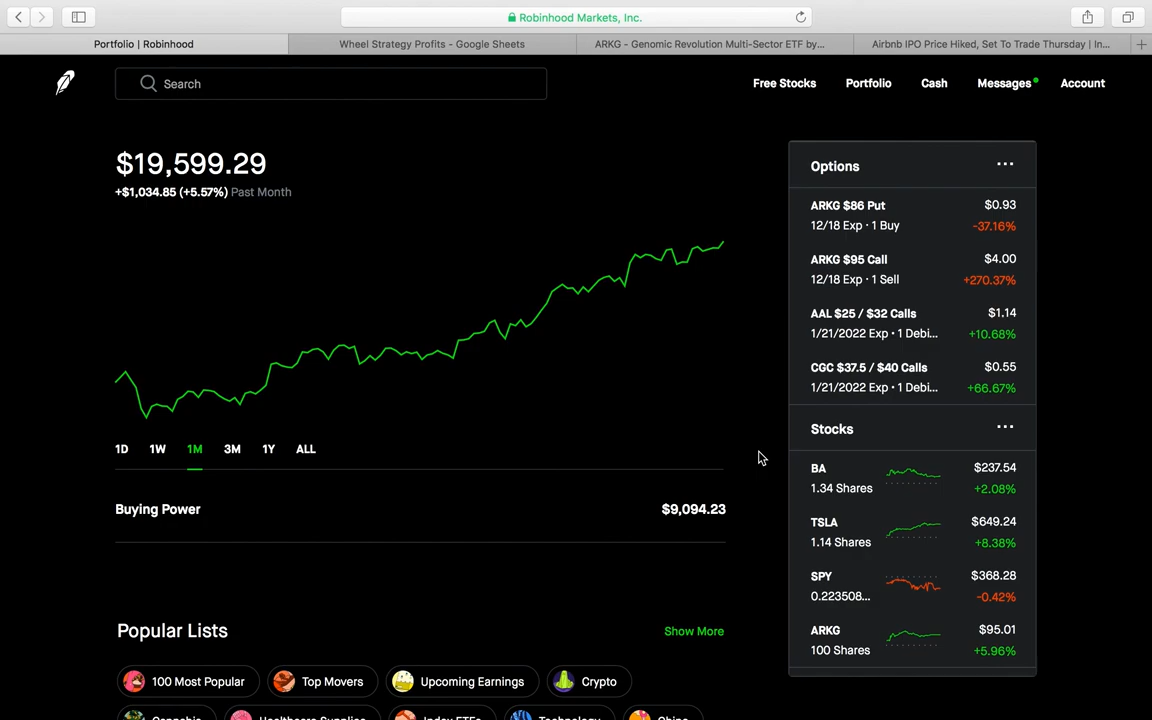 Robinhood Markets, Inc.
Portfolio | Robinhood
Wheel Strategy Profits - Google Sheets
ARKG - Genomic Revolution Multi-Sector ETF by...
Airbnb IPO Price Hiked, Set To Trade Thursday | In...
Search
Free Stocks
Portfolio
Cash
Messages
Account
$19,599.29
+$1,034.85 (+5.57%) Past Month
1D 1W 1M 3M 1Y ALL
Buying Power $9,094.23
Popular Lists Show More
100 Most Popular
Top Movers
Upcoming Earnings
Crypto
Cannabis
Healthcare Supplies
Index ETFs
Technology
China
Options
ARKG $86 Put $0.93
12/18 Exp · 1 Buy -37.16%
ARKG $95 Call $4.00
12/18 Exp · 1 Sell +270.37%
AAL $25 / $32 Calls $1.14
1/21/2022 Exp · 1 Debi... +10.68%
CGC $37.5 / $40 Calls $0.55
1/21/2022 Exp · 1 Debi... +66.67%
Stocks
BA $237.54
1.34 Shares +2.08%
TSLA $649.24
1.14 Shares +8.38%
SPY $368.28
0.223508... -0.42%
ARKG $95.01
100 Shares +5.96%